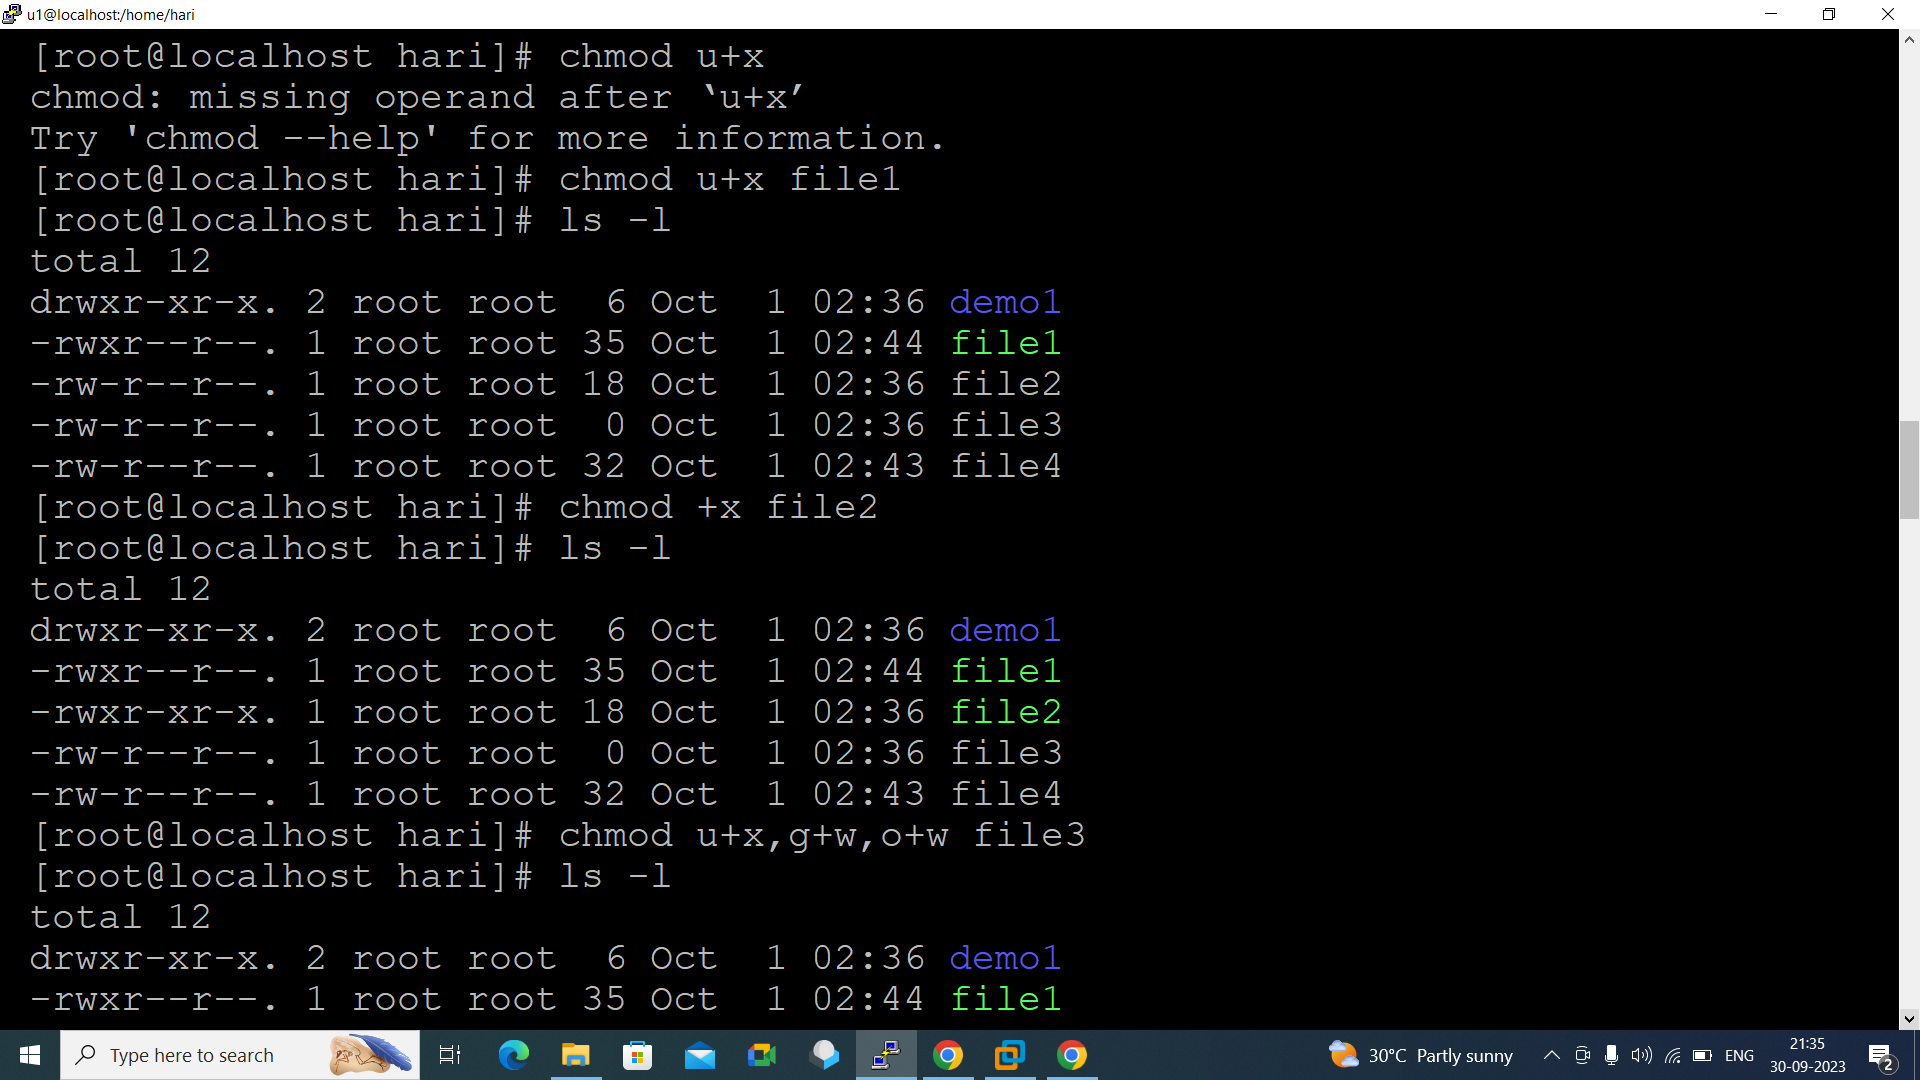 u1@localhost:/home/hari
[root@localhost hari]# chmod u+x
chmod: missing operand after ‘u+x’
Try 'chmod --help' for more information.
[root@localhost hari]# chmod u+x file1
[root@localhost hari]# ls -l
total 12
drwxr-xr-x. 2 root root  6 Oct  1 02:36 demo1
-rwxr--r--. 1 root root 35 Oct  1 02:44 file1
-rw-r--r--. 1 root root 18 Oct  1 02:36 file2
-rw-r--r--. 1 root root  0 Oct  1 02:36 file3
-rw-r--r--. 1 root root 32 Oct  1 02:43 file4
[root@localhost hari]# chmod +x file2
[root@localhost hari]# ls -l
total 12
drwxr-xr-x. 2 root root  6 Oct  1 02:36 demo1
-rwxr--r--. 1 root root 35 Oct  1 02:44 file1
-rwxr-xr-x. 1 root root 18 Oct  1 02:36 file2
-rw-r--r--. 1 root root  0 Oct  1 02:36 file3
-rw-r--r--. 1 root root 32 Oct  1 02:43 file4
[root@localhost hari]# chmod u+x,g+w,o+w file3
[root@localhost hari]# ls -l
total 12
drwxr-xr-x. 2 root root  6 Oct  1 02:36 demo1
-rwxr--r--. 1 root root 35 Oct  1 02:44 file1
Type here to search
30°C Partly sunny
ENG
21:35
30-09-2023
2